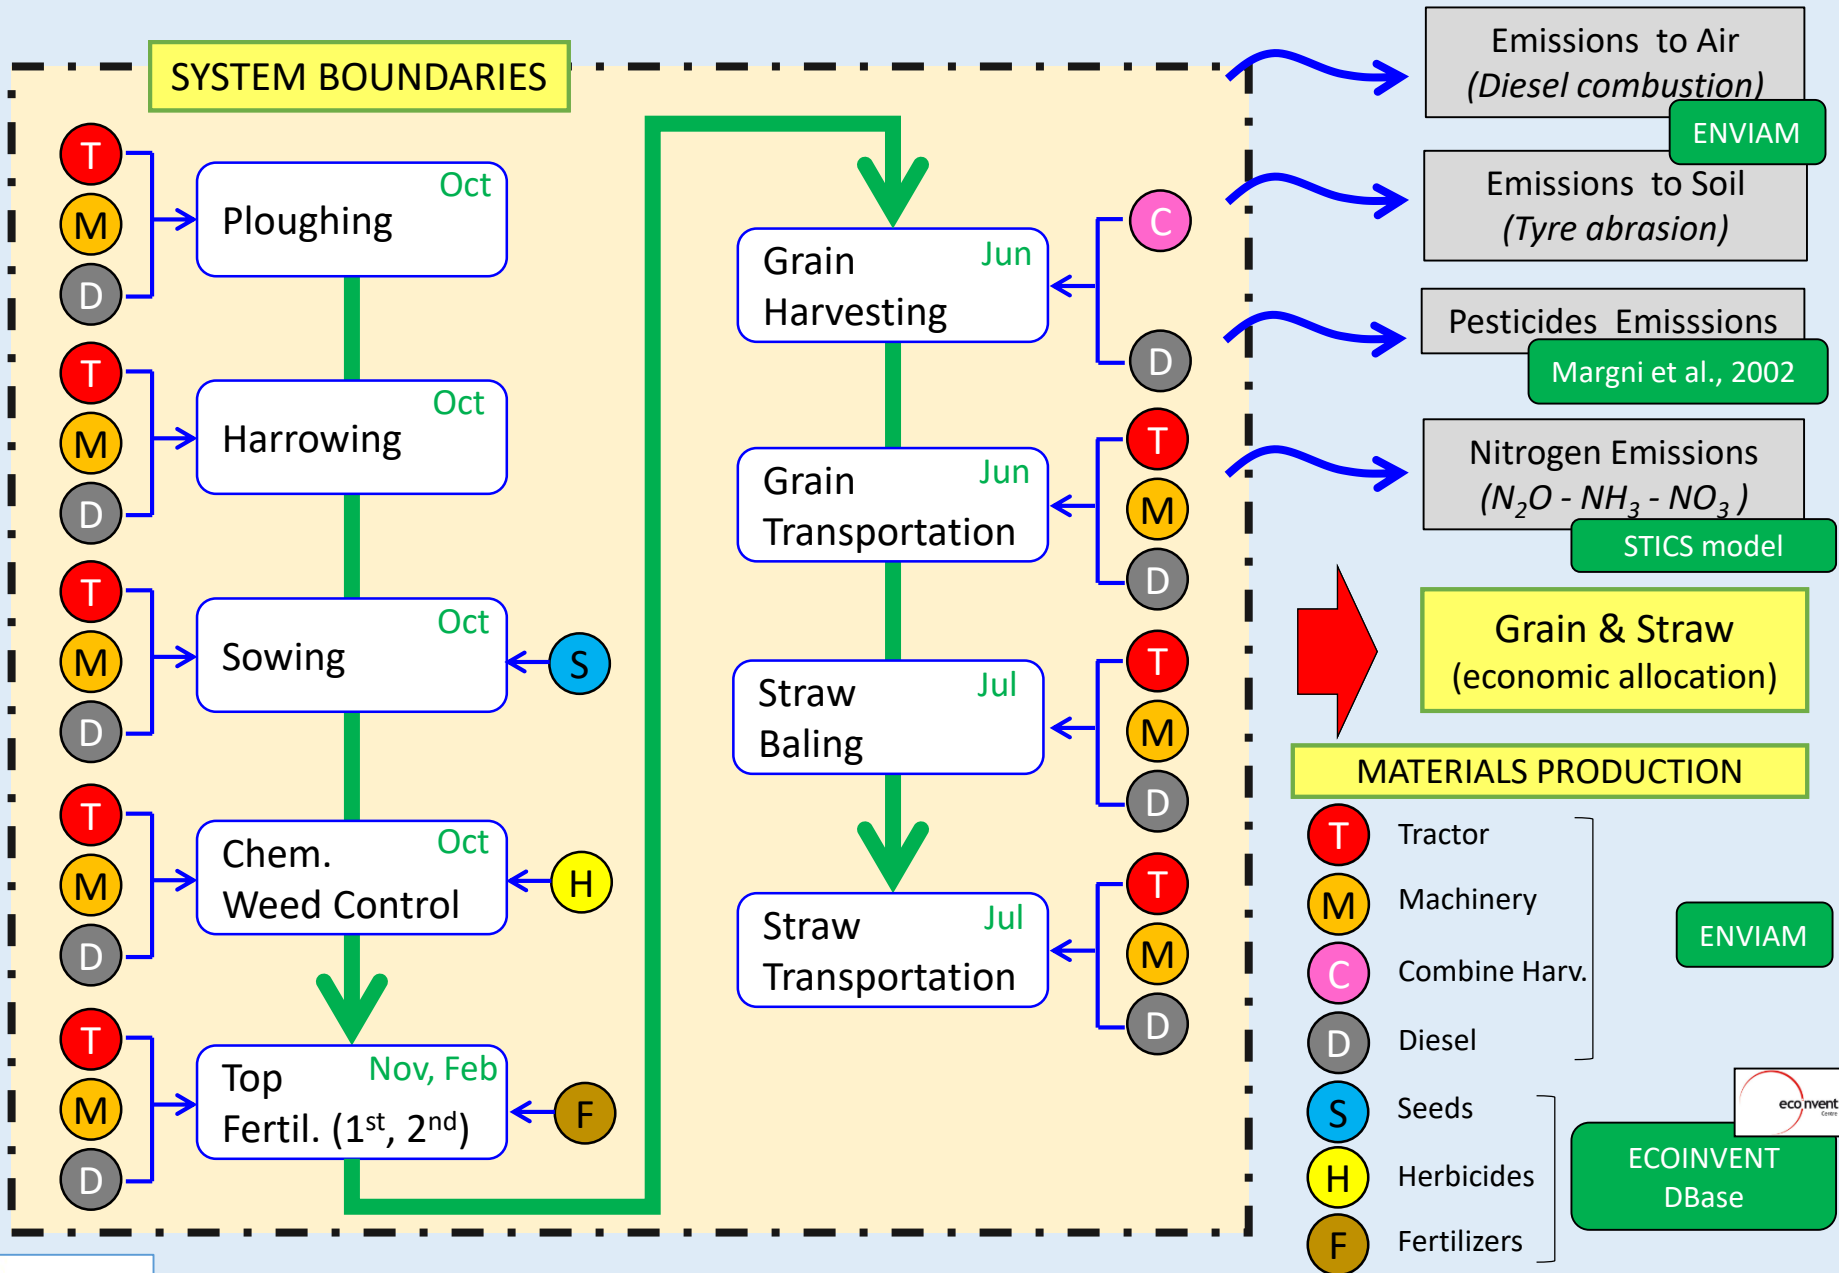 SYSTEM BOUNDARIES
T
M
D
Oct
Ploughing
T
M
D
Oct
Harrowing
T
M
D
Oct
Sowing
S
T
M
D
Oct
Chem.
Weed Control
H
T
M
D
Nov, Feb
Top
Fertil. (1st, 2nd)
F
Jun
Grain
Harvesting
C
D
Jun
Grain
Transportation
T
M
D
Jul
Straw
Baling
T
M
D
Jul
Straw
Transportation
T
M
D
Emissions to Air
(Diesel combustion)
ENVIAM
Emissions to Soil
(Tyre abrasion)
Pesticides Emisssions
Margni et al., 2002
Nitrogen Emissions
(N2O - NH3 - NO3 )
STICS model
Grain & Straw
(economic allocation)
MATERIALS PRODUCTION
T Tractor
M Machinery
C Combine Harv.
D Diesel
ENVIAM
S Seeds
H Herbicides
F Fertilizers
ecoinvent
Centre
ECOINVENT
DBase